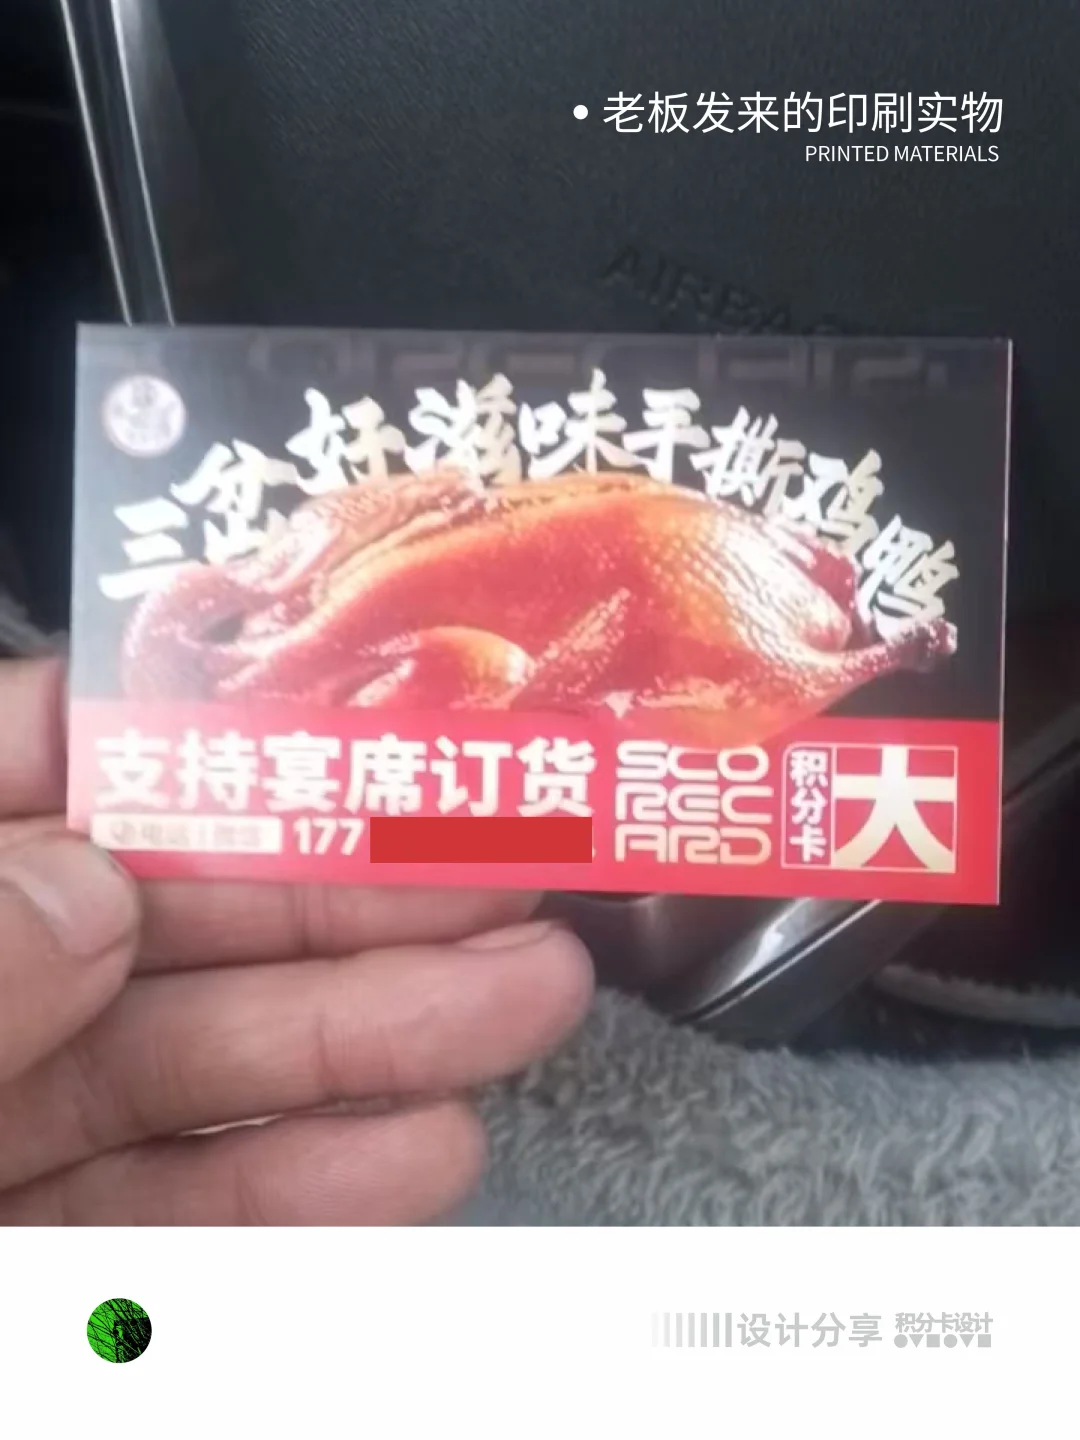 • 老板发来的印刷实物
PRINTED MATERIALS
AIRBAG
三盆好滋味手撕鸡鸭
支持宴席订货
177
SCO
REC
ARD
积分卡
大
设计分享
积分卡设计